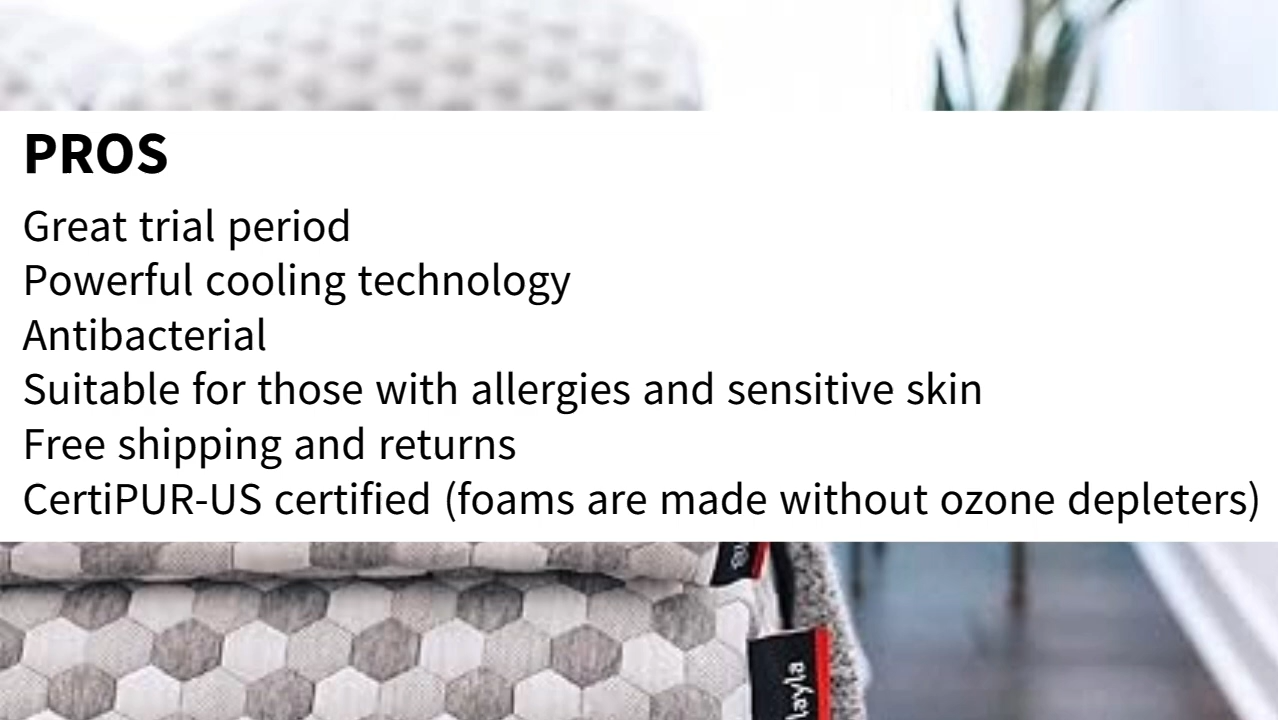 PROS
Great trial period
Powerful cooling technology
Antibacterial
Suitable for those with allergies and sensitive skin
Free shipping and returns
CertiPUR-US certified (foams are made without ozone depleters)
layla